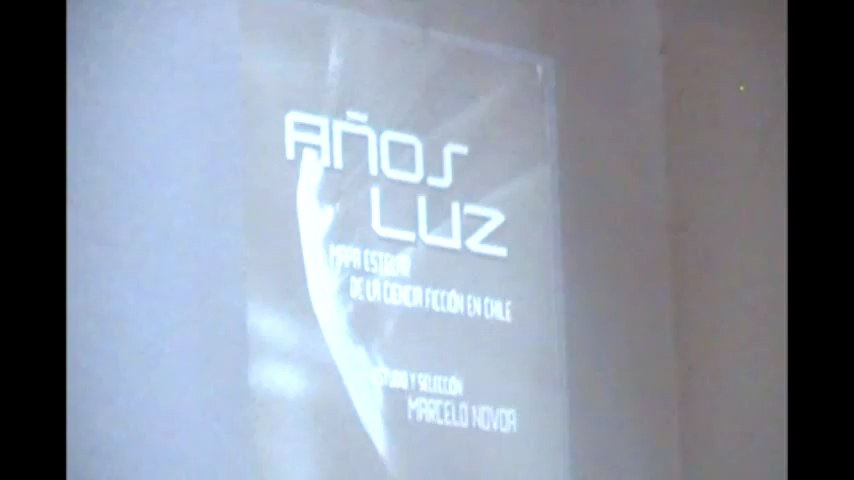 AÑOS
LUZ
MAPA ESTELAR
DE LA CIENCIA FICCIÓN EN CHILE
ESTUDIO Y SELECCIÓN
MARCELO NOVOA